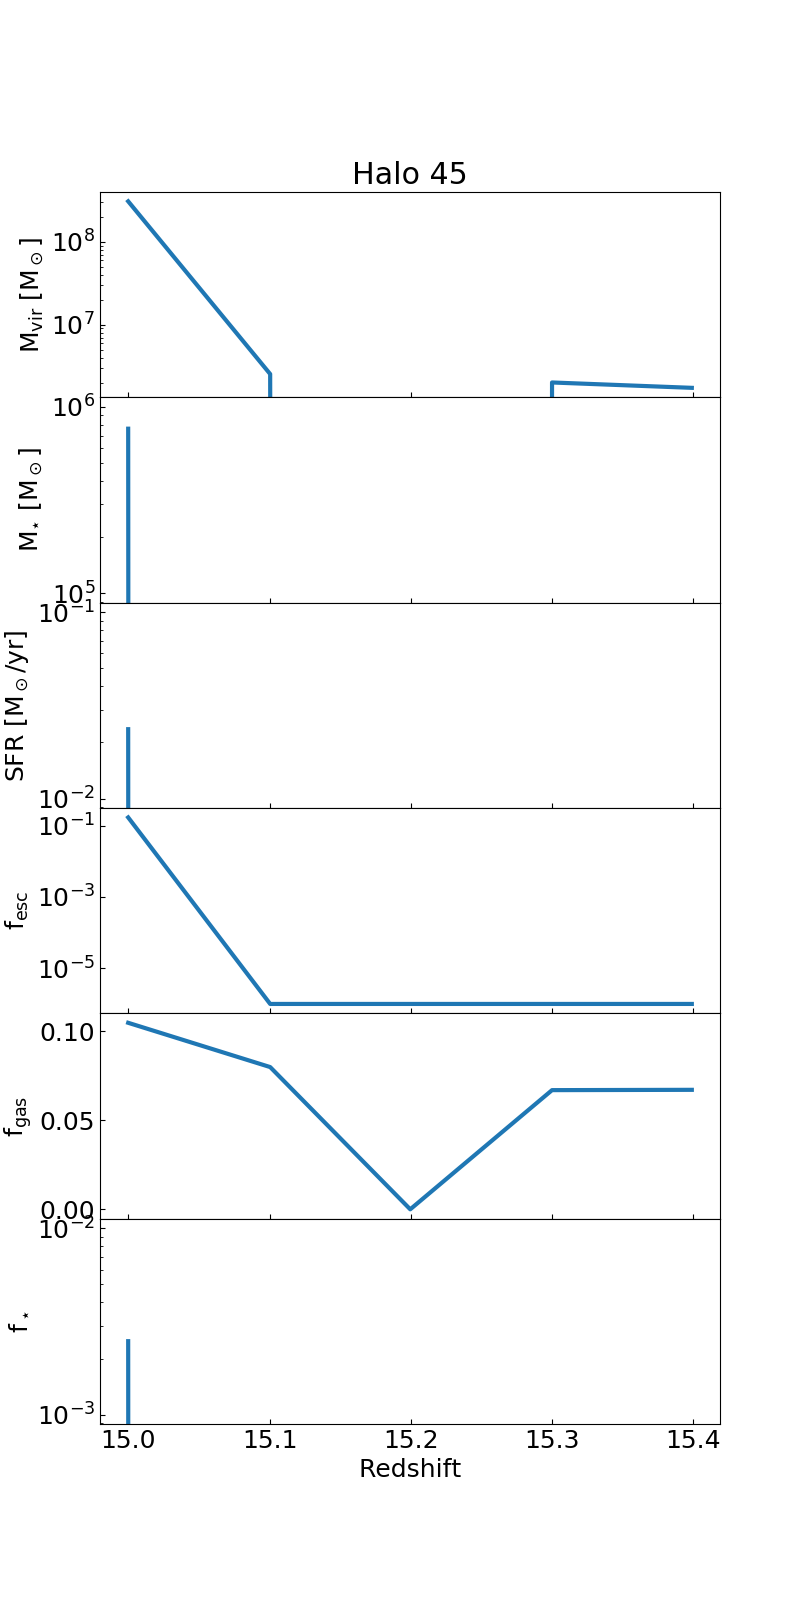 Halo 45
M_vir [M_⊙]
10^8
10^7
M_⋆ [M_⊙]
10^6
10^5
SFR [M_⊙/yr]
10^−1
10^−2
f_esc
10^−1
10^−3
10^−5
f_gas
0.10
0.05
0.00
f_⋆
10^−2
10^−3
15.0 15.1 15.2 15.3 15.4
Redshift